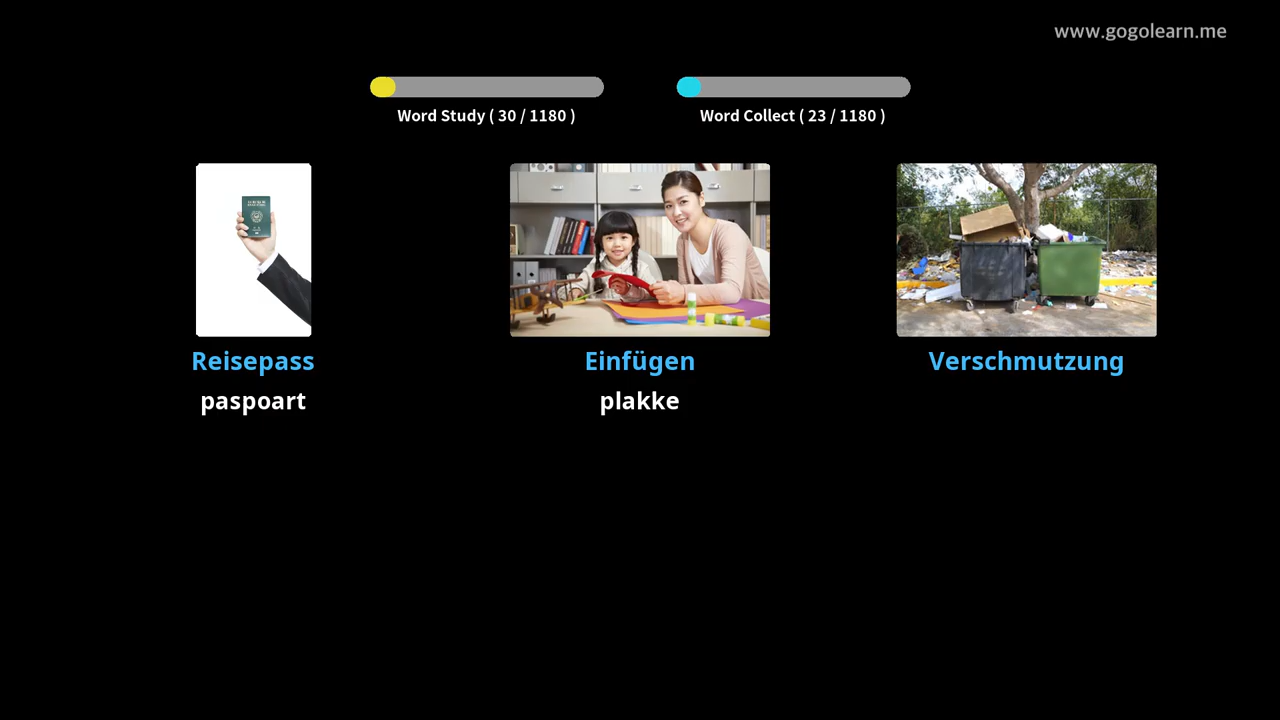 www.gogolearn.me
Word Study ( 30 / 1180 )
Word Collect ( 23 / 1180 )
Reisepass
Einfügen
Verschmutzung
paspoart
plakke